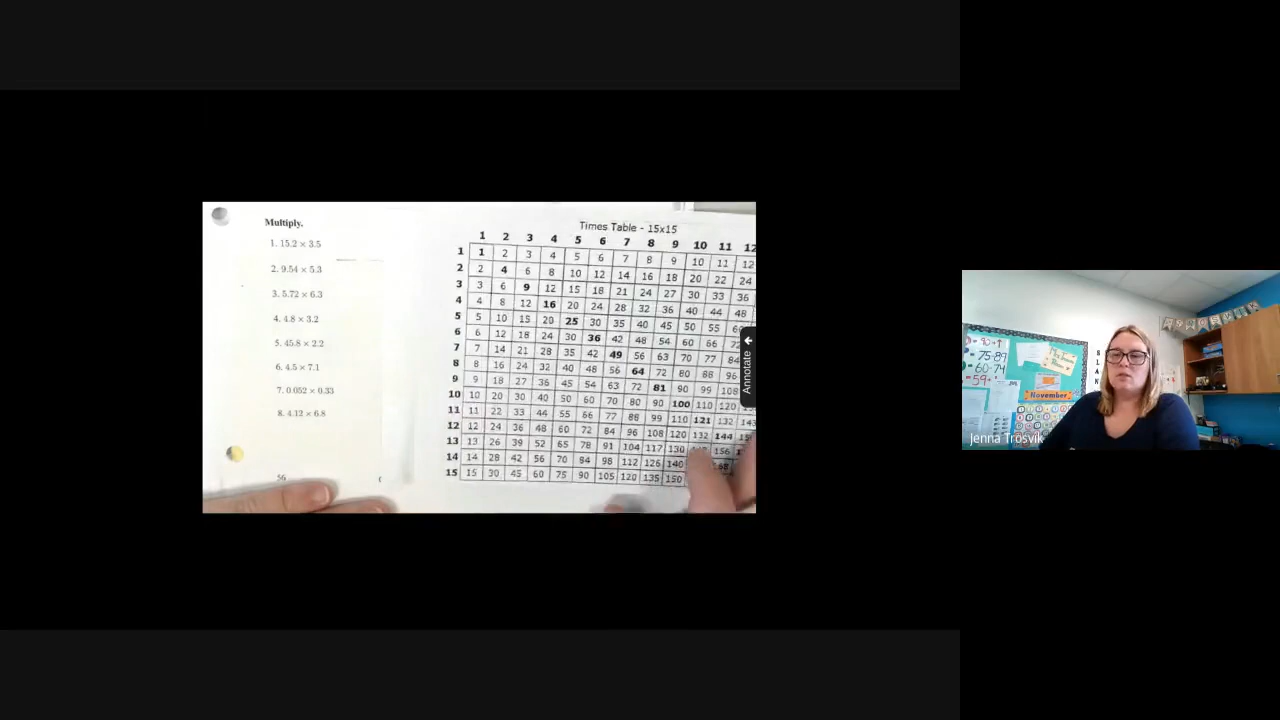 Multiply.
1. 15.2 × 3.5
2. 9.54 × 5.3
3. 5.72 × 6.3
4. 4.8 × 3.2
5. 45.8 × 2.2
6. 4.5 × 7.1
7. 0.052 × 0.33
8. 4.12 × 6.8
56
Times Table - 15x15
1 2 3 4 5 6 7 8 9 10 11 12
1 1 2 3 4 5 6 7 8 9 10 11 12
2 2 4 6 8 10 12 14 16 18 20 22 24
3 3 6 9 12 15 18 21 24 27 30 33 36
4 4 8 12 16 20 24 28 32 36 40 44 48
5 5 10 15 20 25 30 35 40 45 50 55
6 6 12 18 24 30 36 42 48 54 60 66
7 7 14 21 28 35 42 49 56 63 70 77 84
8 8 16 24 32 40 48 56 64 72 80 88 96
9 9 18 27 36 45 54 63 72 81 90 99 108
10 10 20 30 40 50 60 70 80 90 100 110 120
11 11 22 33 44 55 66 77 88 99 110 121 132 143
12 12 24 36 48 60 72 84 96 108 120 132 144
13 13 26 39 52 65 78 91 104 117 130 156
14 14 28 42 56 70 84 98 112 126 140
15 15 30 45 60 75 90 105 120 135 150
Annotate
= 90 +
= 75-89
= 60-74
= 59
November
Jenna Trosvik